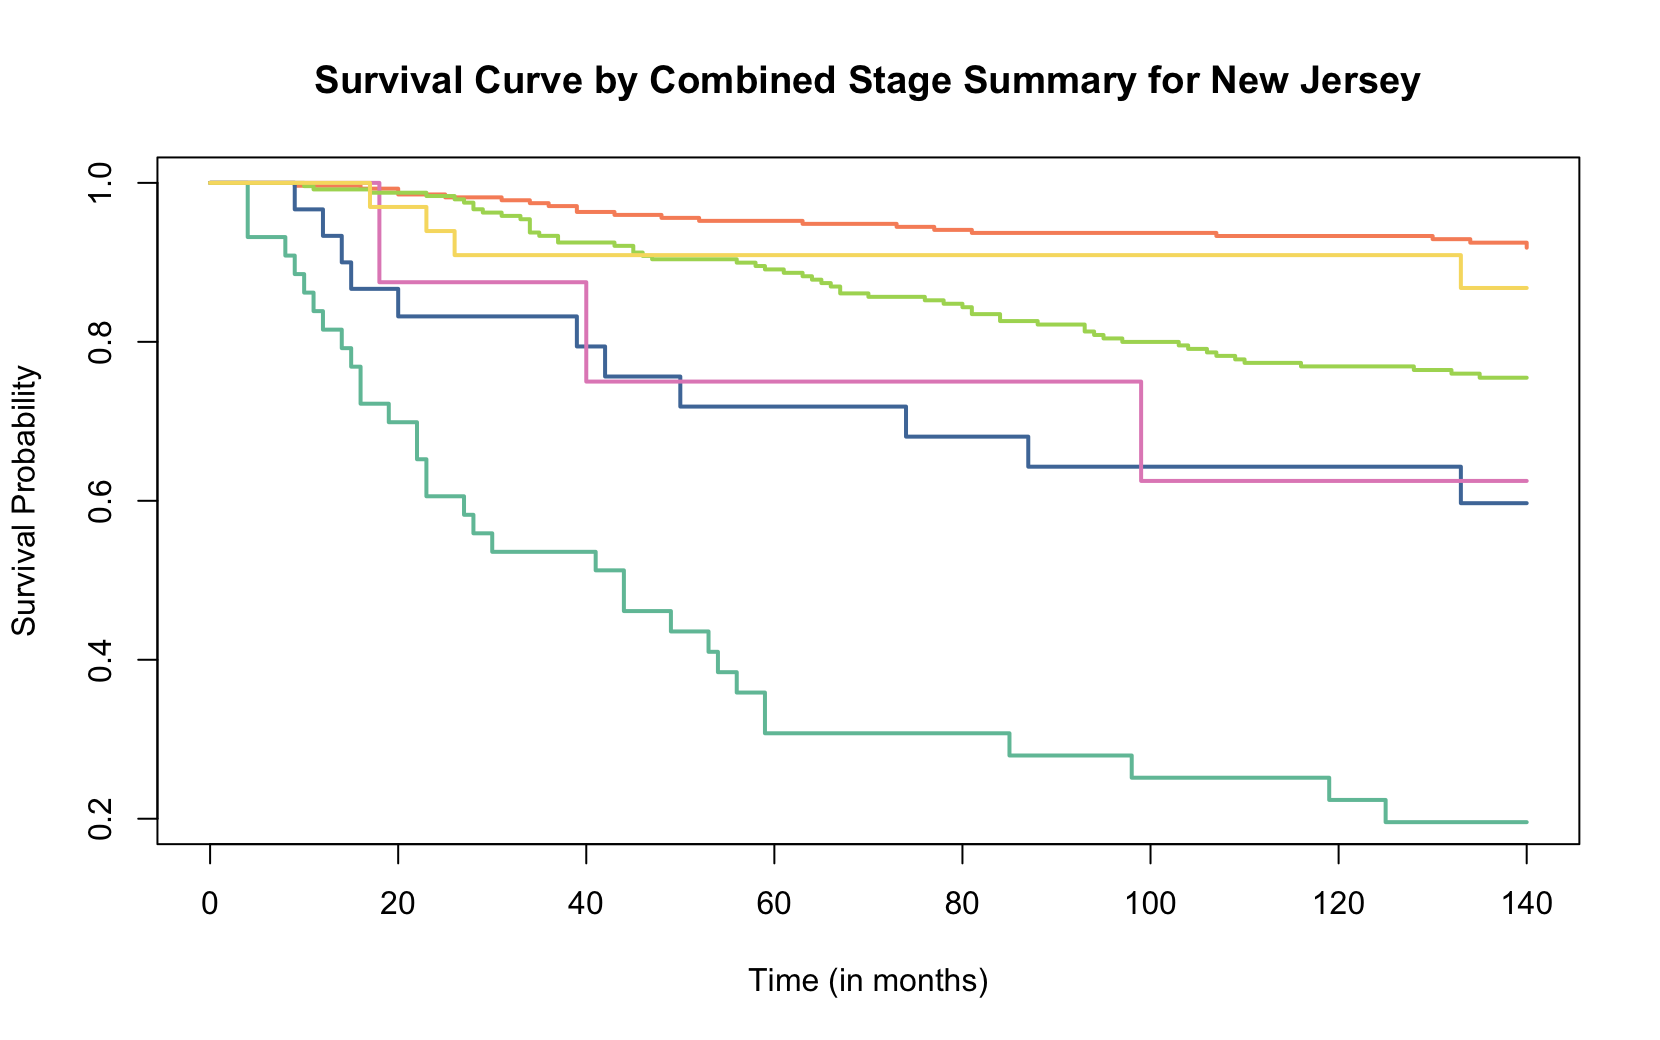 Survival Curve by Combined Stage Summary for New Jersey
Survival Probability
1.0
0.8
0.6
0.4
0.2
0 20 40 60 80 100 120 140
Time (in months)